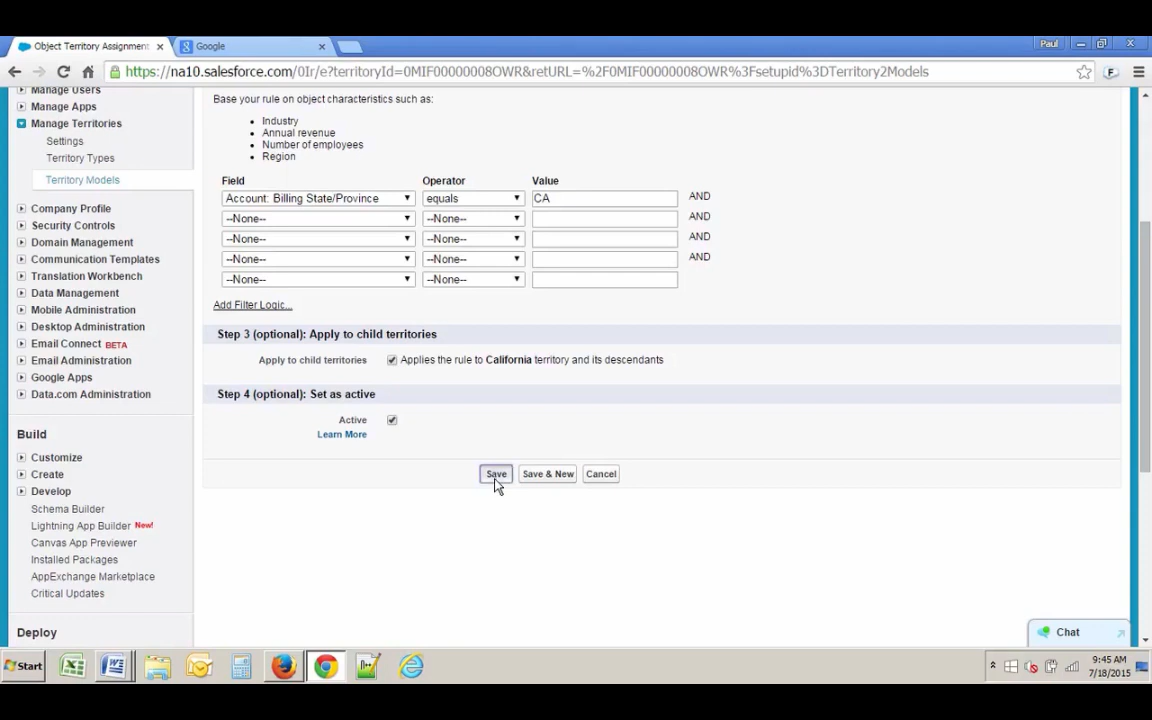 Object Territory Assignment
Google
Paul
https://na10.salesforce.com/0Ir/e?territoryId=0MIF00000008OWR&retURL=%2F0MIF00000008OWR%3Fsetupid%3DTerritory2Models
Manage Users
Manage Apps
Manage Territories
Settings
Territory Types
Territory Models
Company Profile
Security Controls
Domain Management
Communication Templates
Translation Workbench
Data Management
Mobile Administration
Desktop Administration
Email Connect BETA
Email Administration
Google Apps
Data.com Administration
Build
Customize
Create
Develop
Schema Builder
Lightning App Builder New!
Canvas App Previewer
Installed Packages
AppExchange Marketplace
Critical Updates
Deploy
Base your rule on object characteristics such as:
• Industry
• Annual revenue
• Number of employees
• Region
Field Operator Value
Account: Billing State/Province equals CA AND
--None-- --None-- AND
--None-- --None-- AND
--None-- --None-- AND
--None-- --None--
Add Filter Logic...
Step 3 (optional): Apply to child territories
Apply to child territories Applies the rule to California territory and its descendants
Step 4 (optional): Set as active
Active
Learn More
Save Save & New Cancel
Chat
Start
9:45 AM
7/18/2015